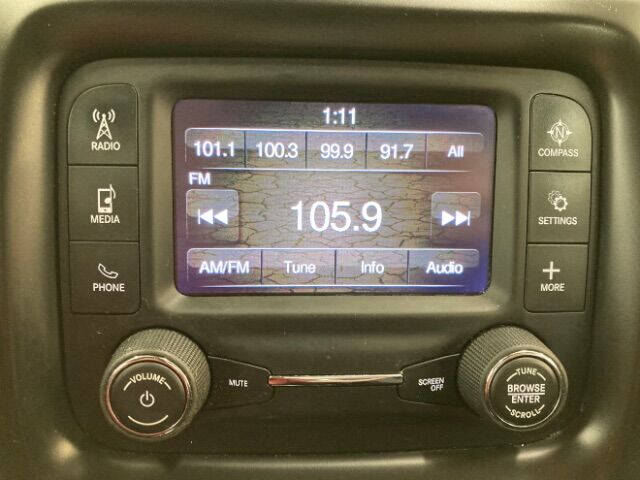 1:11
101.1 100.3 99.9 91.7 All
FM
105.9
AM/FM Tune Info Audio
RADIO
MEDIA
PHONE
COMPASS
SETTINGS
MORE
VOLUME
MUTE
SCREEN
OFF
TUNE
BROWSE
ENTER
SCROLL